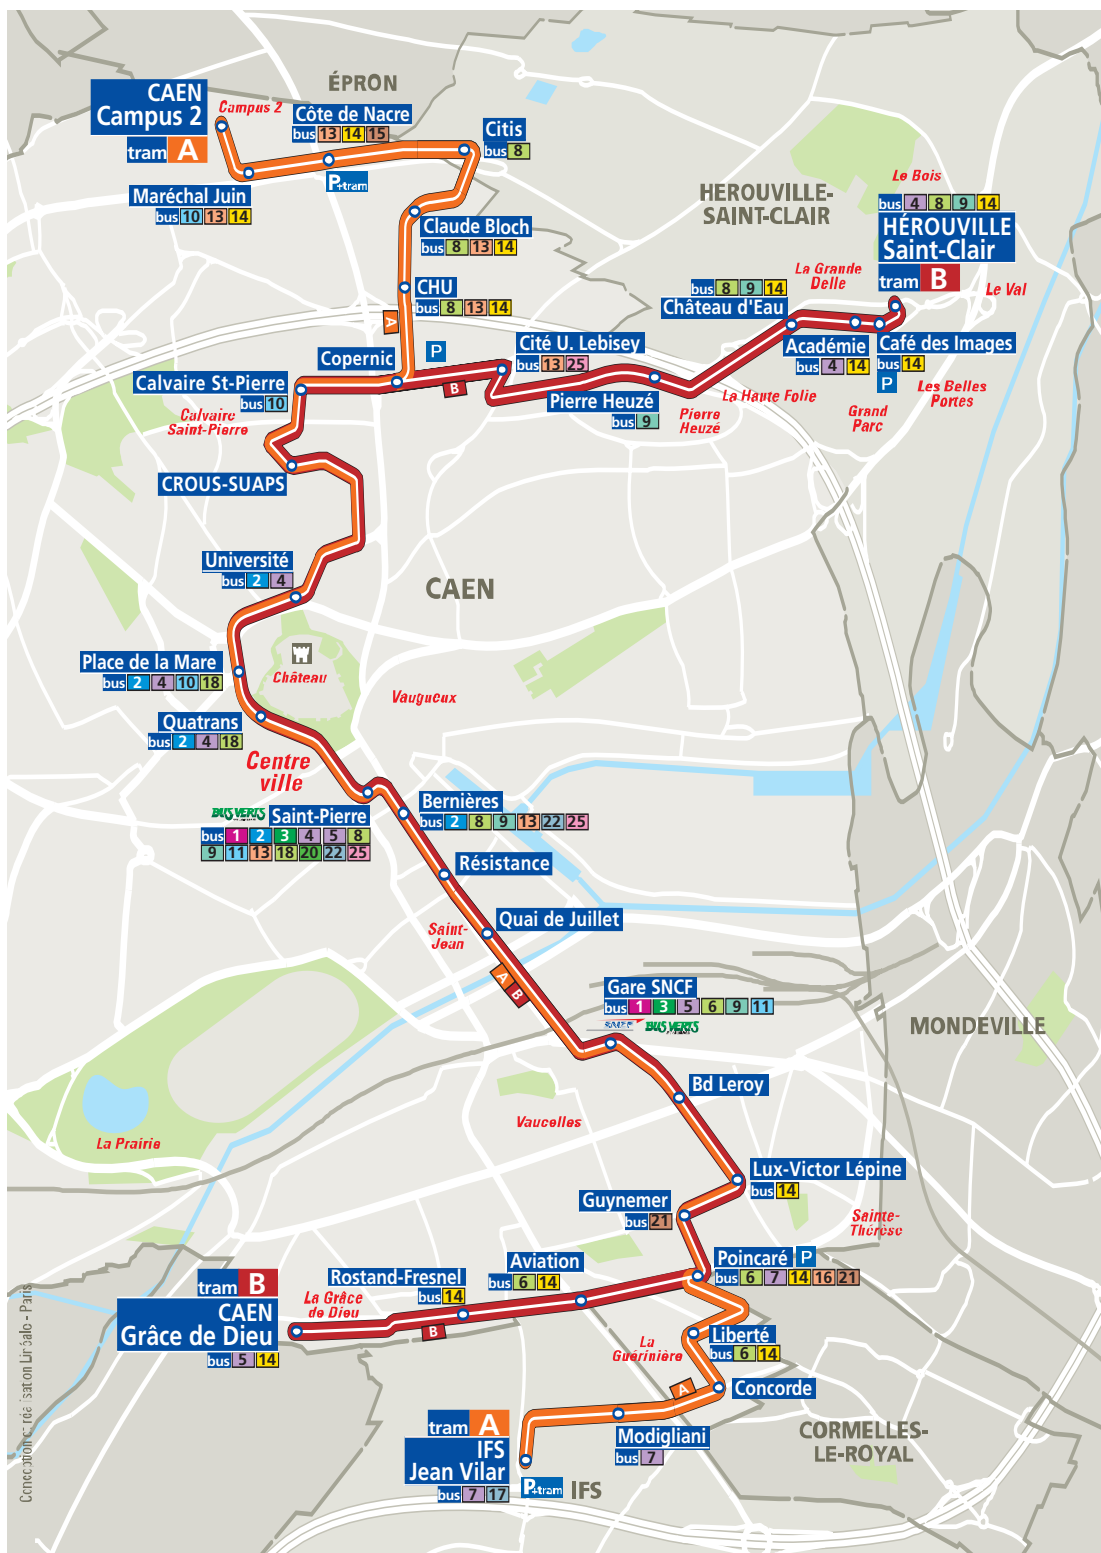 ÉPRON
CAEN
Campus 2
tram A
Campus 2
Côte de Nacre
bus 13 14 15
Citis
bus 8
P+tram
Maréchal Juin
bus 10 13 14
Claude Bloch
bus 8 13 14
CHU
bus 8 13 14
A
HEROUVILLE-
SAINT-CLAIR
Le Bois
bus 4 8 9 14
HÉROUVILLE
Saint-Clair
tram B
Le Val
La Grande
Delle
bus 8 9 14
Château d'Eau
Académie
bus 4 14
Café des Images
bus 14
P
Les Belles
Portes
Grand
Parc
La Haute Folie
Cité U. Lebisey
bus 13 25
Pierre Heuzé
bus 9
Pierre
Heuzé
Copernic
P
B
Calvaire St-Pierre
bus 10
Calvaire
Saint-Pierre
CROUS-SUAPS
Université
bus 2 4
CAEN
Place de la Mare
bus 2 4 10 18
Château
Vaugueux
Quatrans
bus 2 4 18
Centre
ville
BUS VERTS
Saint-Pierre
bus 1 2 3 4 5 8
9 11 13 18 20 22 25
Bernières
bus 2 8 9 13 22 25
Résistance
Quai de Juillet
Saint-
Jean
A
B
Gare SNCF
bus 1 3 5 6 9 11
SNCF BUS VERTS
MONDEVILLE
Bd Leroy
Vaucelles
La Prairie
Lux-Victor Lépine
bus 14
Guynemer
bus 21
Sainte-
Thérèse
Poincaré P
bus 6 7 14 16 21
Aviation
bus 6 14
Rostand-Fresnel
bus 14
La Grâce
de Dieu
tram B
CAEN
Grâce de Dieu
bus 5 14
B
La
Guérinière
Liberté
bus 6 14
A
Concorde
Modigliani
bus 7
tram A
IFS
Jean Vilar
bus 7 17
P+tram
IFS
CORMELLES-
LE-ROYAL
Conception et réalisation Latitude-Cartagène - Paris